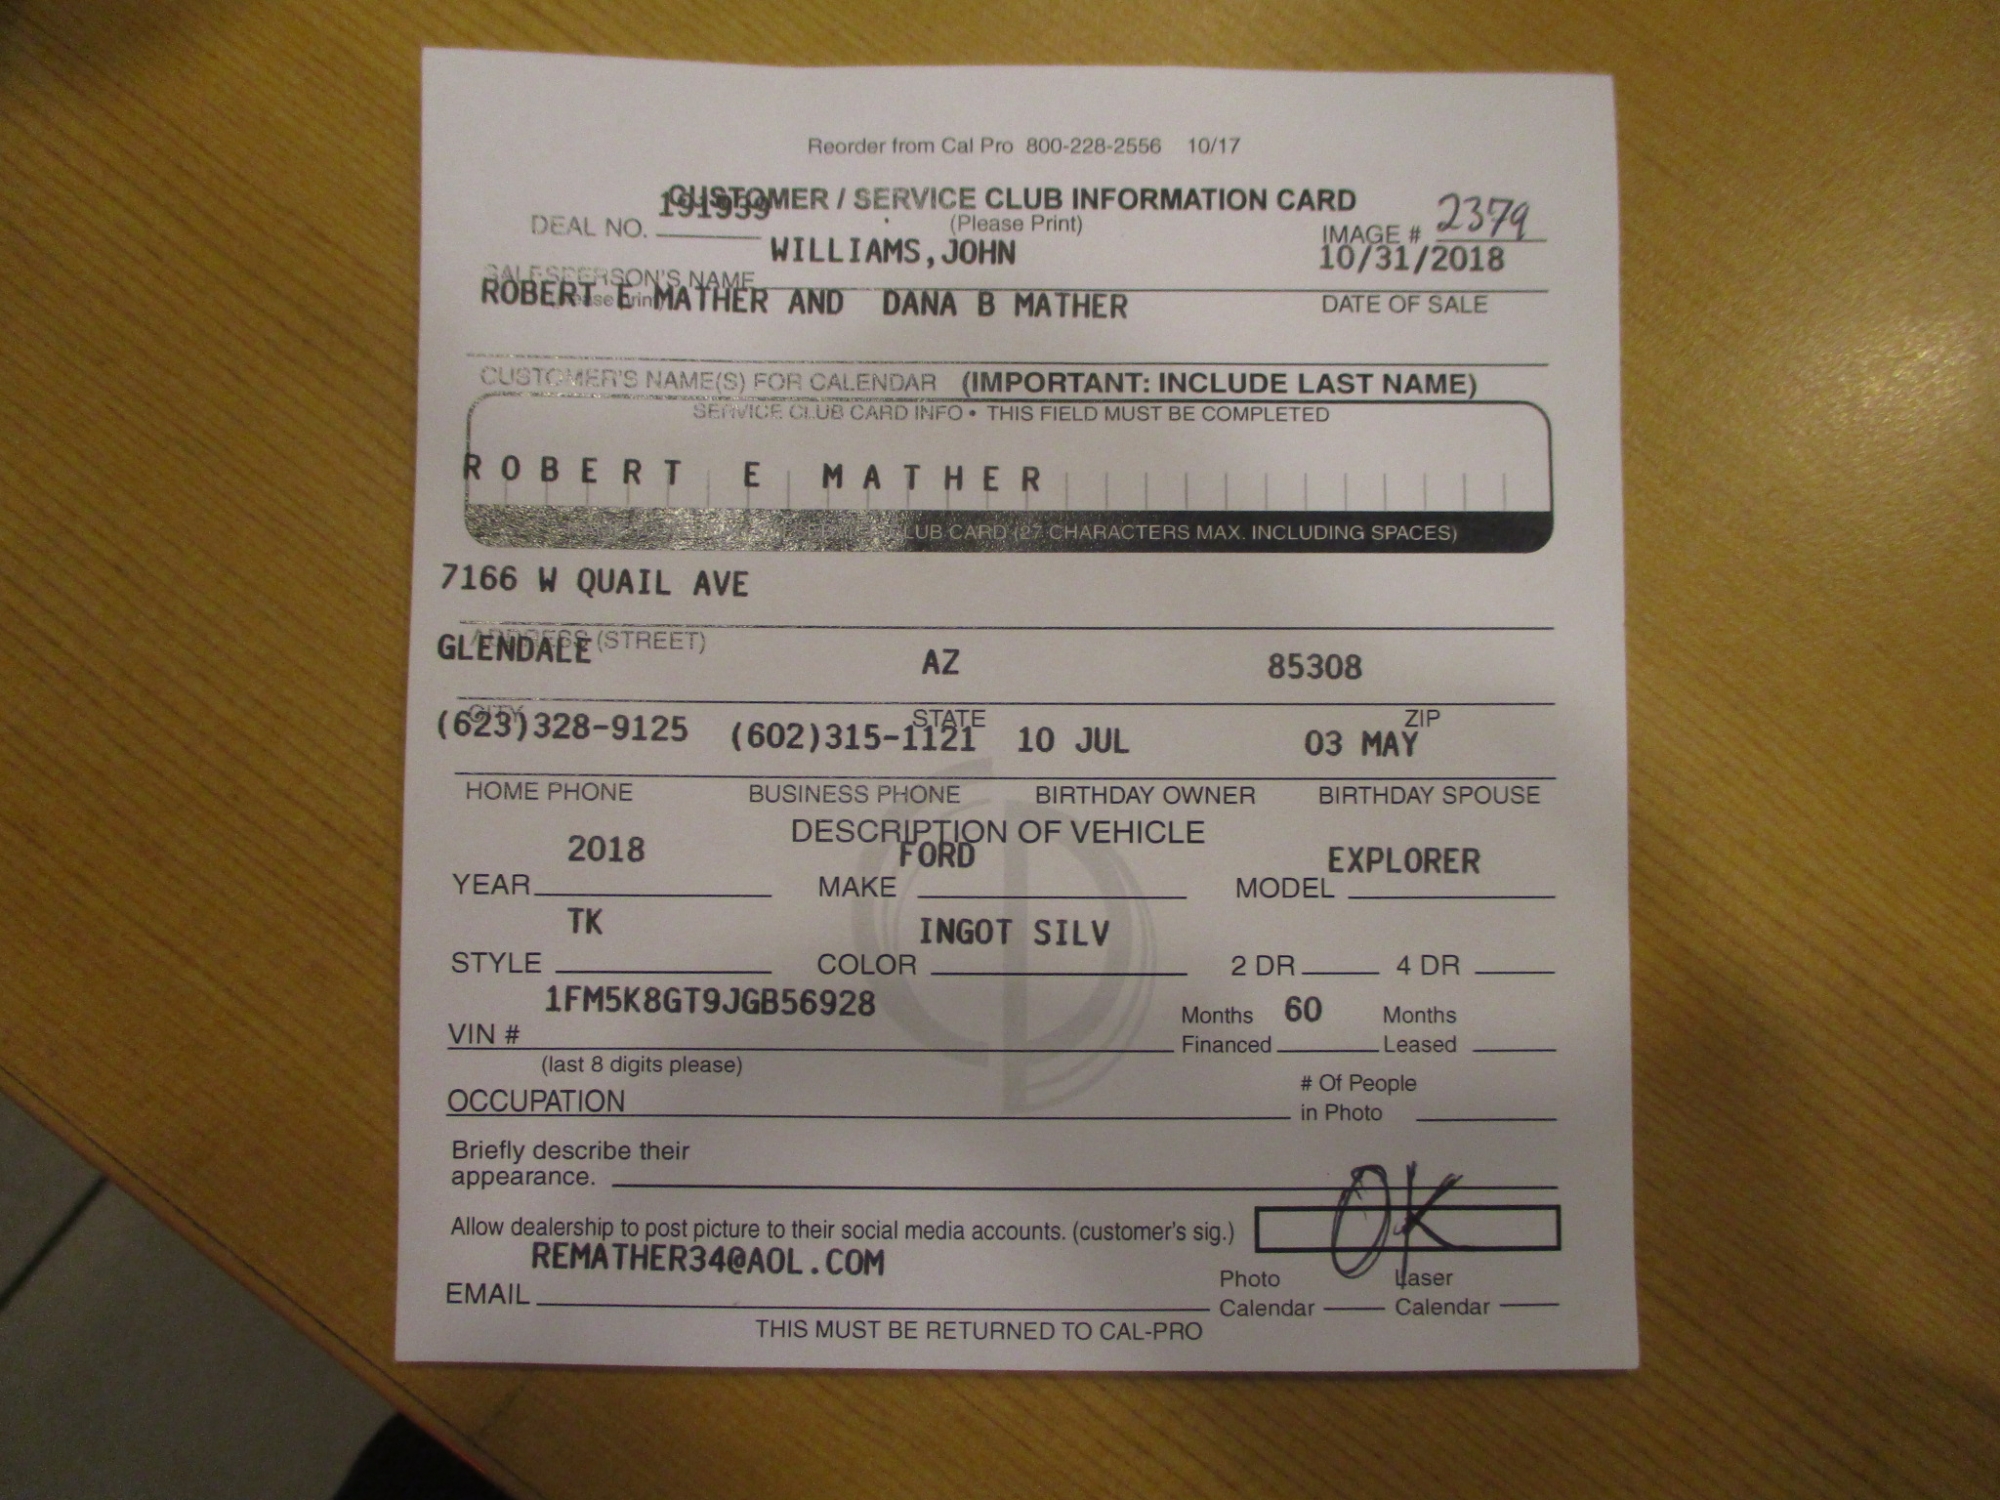 Reorder from Cal Pro 800-228-2556 10/17
CUSTOMER / SERVICE CLUB INFORMATION CARD
DEAL NO. 191939 (Please Print) IMAGE # 2379
WILLIAMS,JOHN 10/31/2018
SALESPERSON'S NAME
(please print) DATE OF SALE
ROBERT E MATHER AND DANA B MATHER
CUSTOMER'S NAME(S) FOR CALENDAR (IMPORTANT: INCLUDE LAST NAME)
SERVICE CLUB CARD INFO • THIS FIELD MUST BE COMPLETED
ROBERT E MATHER
CLUB CARD (27 CHARACTERS MAX. INCLUDING SPACES)
7166 W QUAIL AVE
ADDRESS (STREET)
GLENDALE AZ 85308
CITY STATE ZIP
(623)328-9125 (602)315-1121 10 JUL 03 MAY
HOME PHONE BUSINESS PHONE BIRTHDAY OWNER BIRTHDAY SPOUSE
DESCRIPTION OF VEHICLE
YEAR 2018 MAKE FORD MODEL EXPLORER
STYLE TK COLOR INGOT SILV 2 DR 4 DR
VIN # 1FM5K8GT9JGB56928 Months Financed 60 Months Leased
(last 8 digits please)
OCCUPATION # Of People in Photo
Briefly describe their
appearance.
Allow dealership to post picture to their social media accounts. (customer's sig.) OK
EMAIL REMATHER34@AOL.COM Photo Calendar Laser Calendar
THIS MUST BE RETURNED TO CAL-PRO